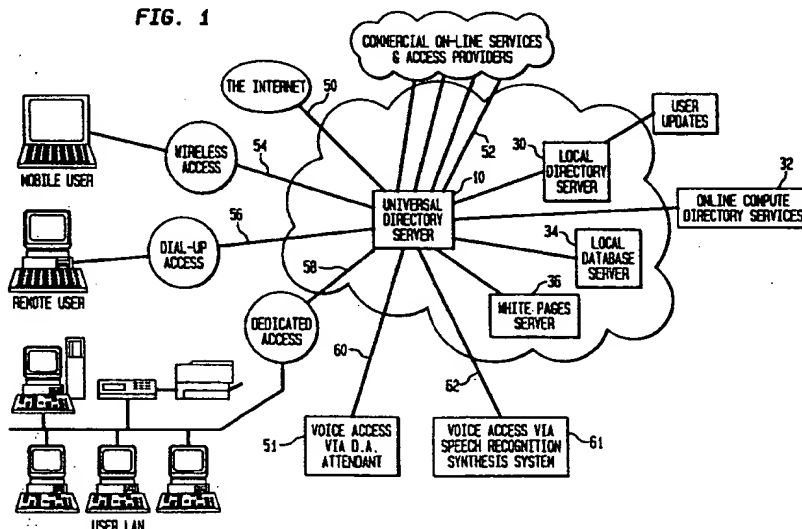 FIG. 1
COMMERCIAL ON-LINE SERVICES
& ACCESS PROVIDERS
THE INTERNET
50
52
USER
UPDATES
MOBILE USER
WIRELESS
ACCESS
54
30
LOCAL
DIRECTORY
SERVER
32
10
UNIVERSAL
DIRECTORY
SERVER
ONLINE COMPUTE
DIRECTORY SERVICES
REMOTE USER
DIAL-UP
ACCESS
56
34
LOCAL
DATABASE
SERVER
58
36
WHITE PAGES
SERVER
DEDICATED
ACCESS
60
62
51
VOICE ACCESS
VIA D.A.
ATTENDANT
VOICE ACCESS VIA
SPEECH RECOGNITION
SYNTHESIS SYSTEM
61
USER LAN